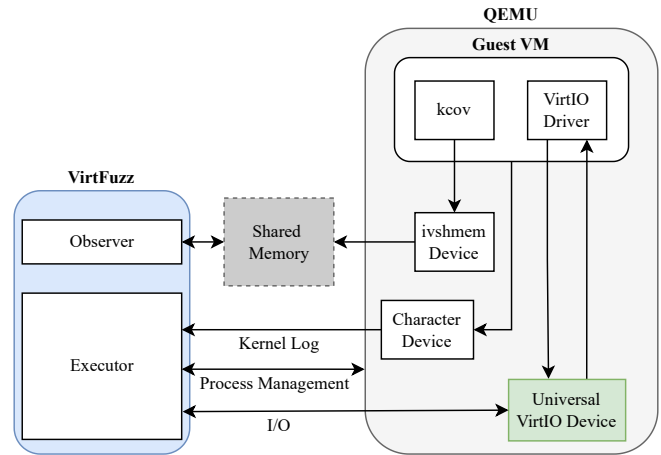 QEMU
Guest VM
kcov
VirtIO
Driver
VirtFuzz
Observer
Shared
Memory
ivshmem
Device
Executor
Character
Device
Kernel Log
Process Management
I/O
Universal
VirtIO Device